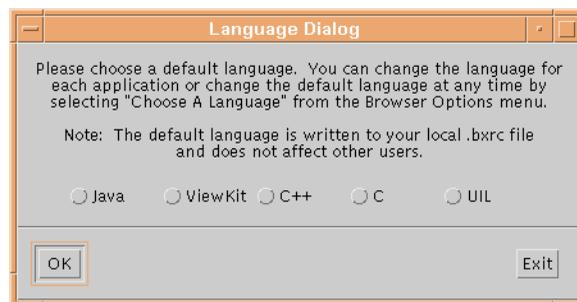 Language Dialog
Please choose a default language.  You can change the language for
each application or change the default language at any time by
selecting "Choose A Language" from the Browser Options menu.
Note:  The default language is written to your local .bxrc file
and does not affect other users.
Java ViewKit C++ C UIL
OK Exit